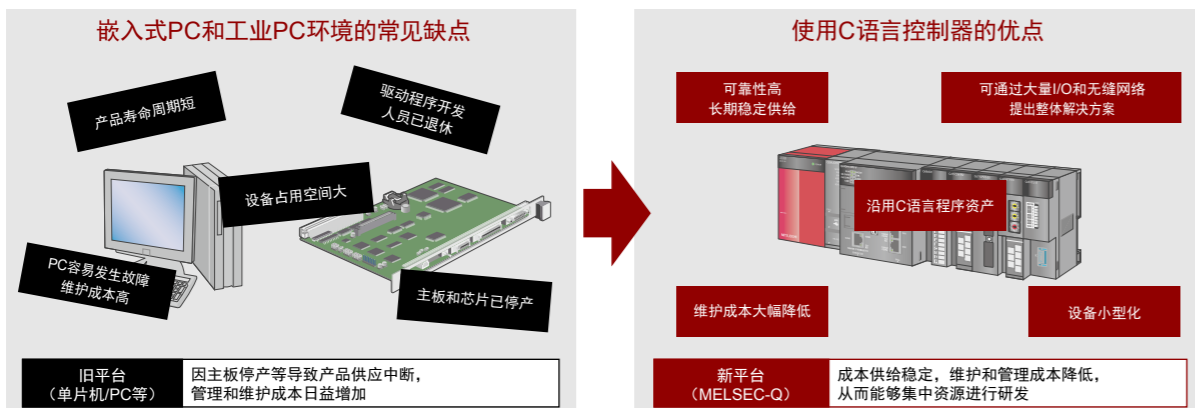 嵌入式PC和工业PC环境的常见缺点
产品寿命周期短
驱动程序开发
人员已退休
设备占用空间大
PC容易发生故障
维护成本高
主板和芯片已停产
旧平台
（单片机/PC等）
因主板停产等导致产品供应中断，
管理和维护成本日益增加
使用C语言控制器的优点
可靠性高
长期稳定供给
可通过大量I/O和无缝网络
提出整体解决方案
沿用C语言程序资产
维护成本大幅降低
设备小型化
新平台
（MELSEC-Q）
成本供给稳定，维护和管理成本降低，
从而能够集中资源进行研发